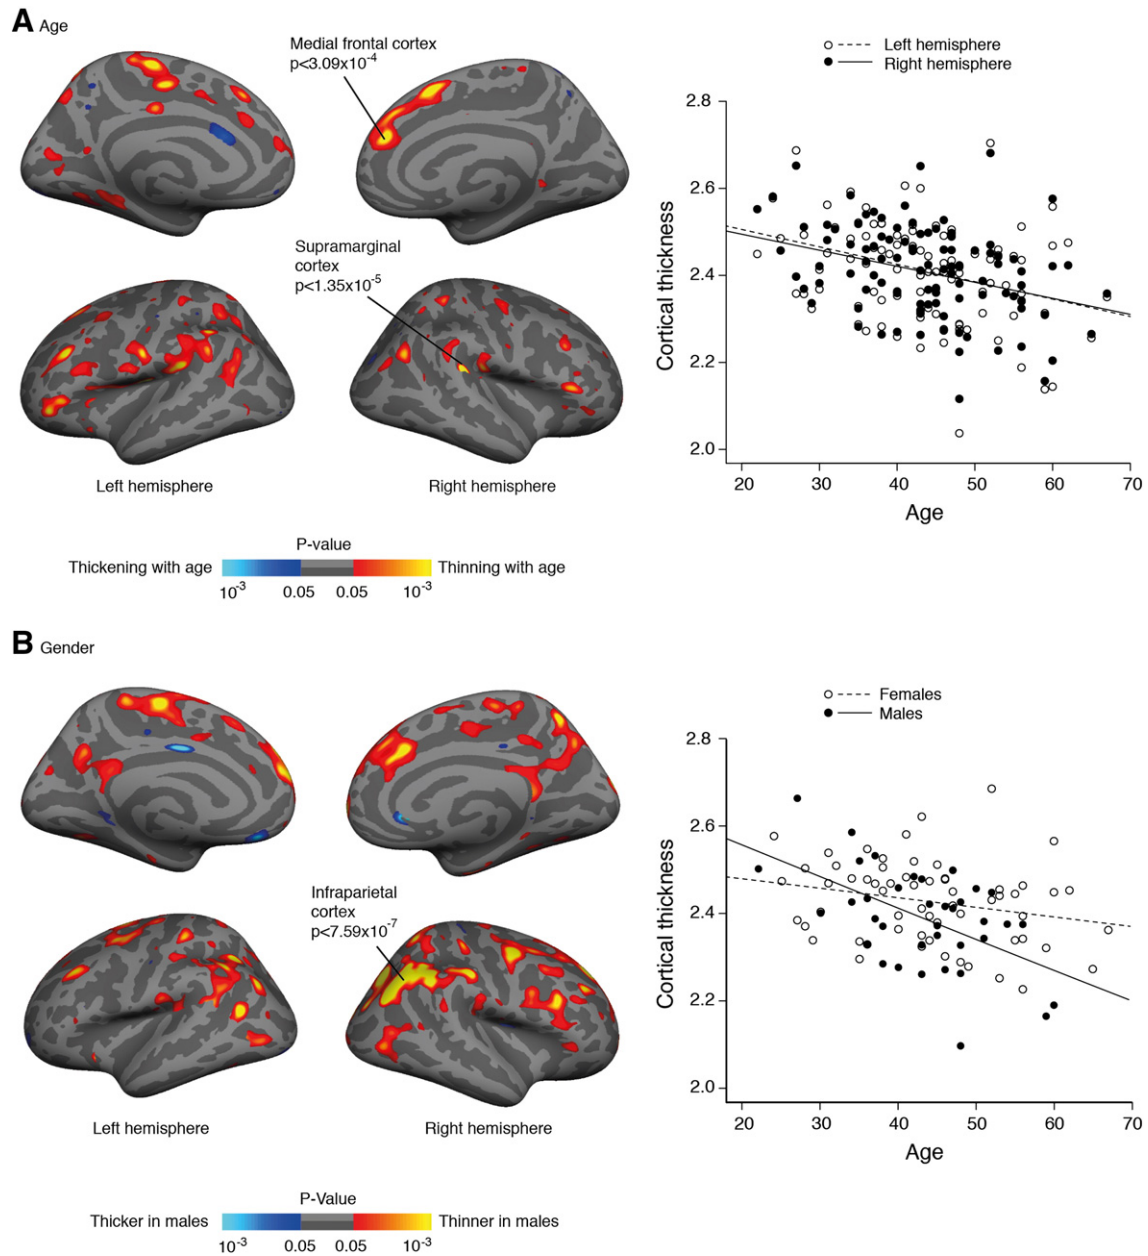 A Age
Medial frontal cortex
p<3.09x10⁻⁴
Supramarginal
cortex
p<1.35x10⁻⁵
Left hemisphere
Right hemisphere
P-value
Thickening with age
Thinning with age
10⁻³ 0.05 0.05 10⁻³
Left hemisphere
Right hemisphere
2.8
2.6
2.4
2.2
2.0
Cortical thickness
20 30 40 50 60 70
Age
B Gender
Infraparietal
cortex
p<7.59x10⁻⁷
Left hemisphere
Right hemisphere
P-Value
Thicker in males
Thinner in males
10⁻³ 0.05 0.05 10⁻³
Females
Males
2.8
2.6
2.4
2.2
2.0
Cortical thickness
20 30 40 50 60 70
Age